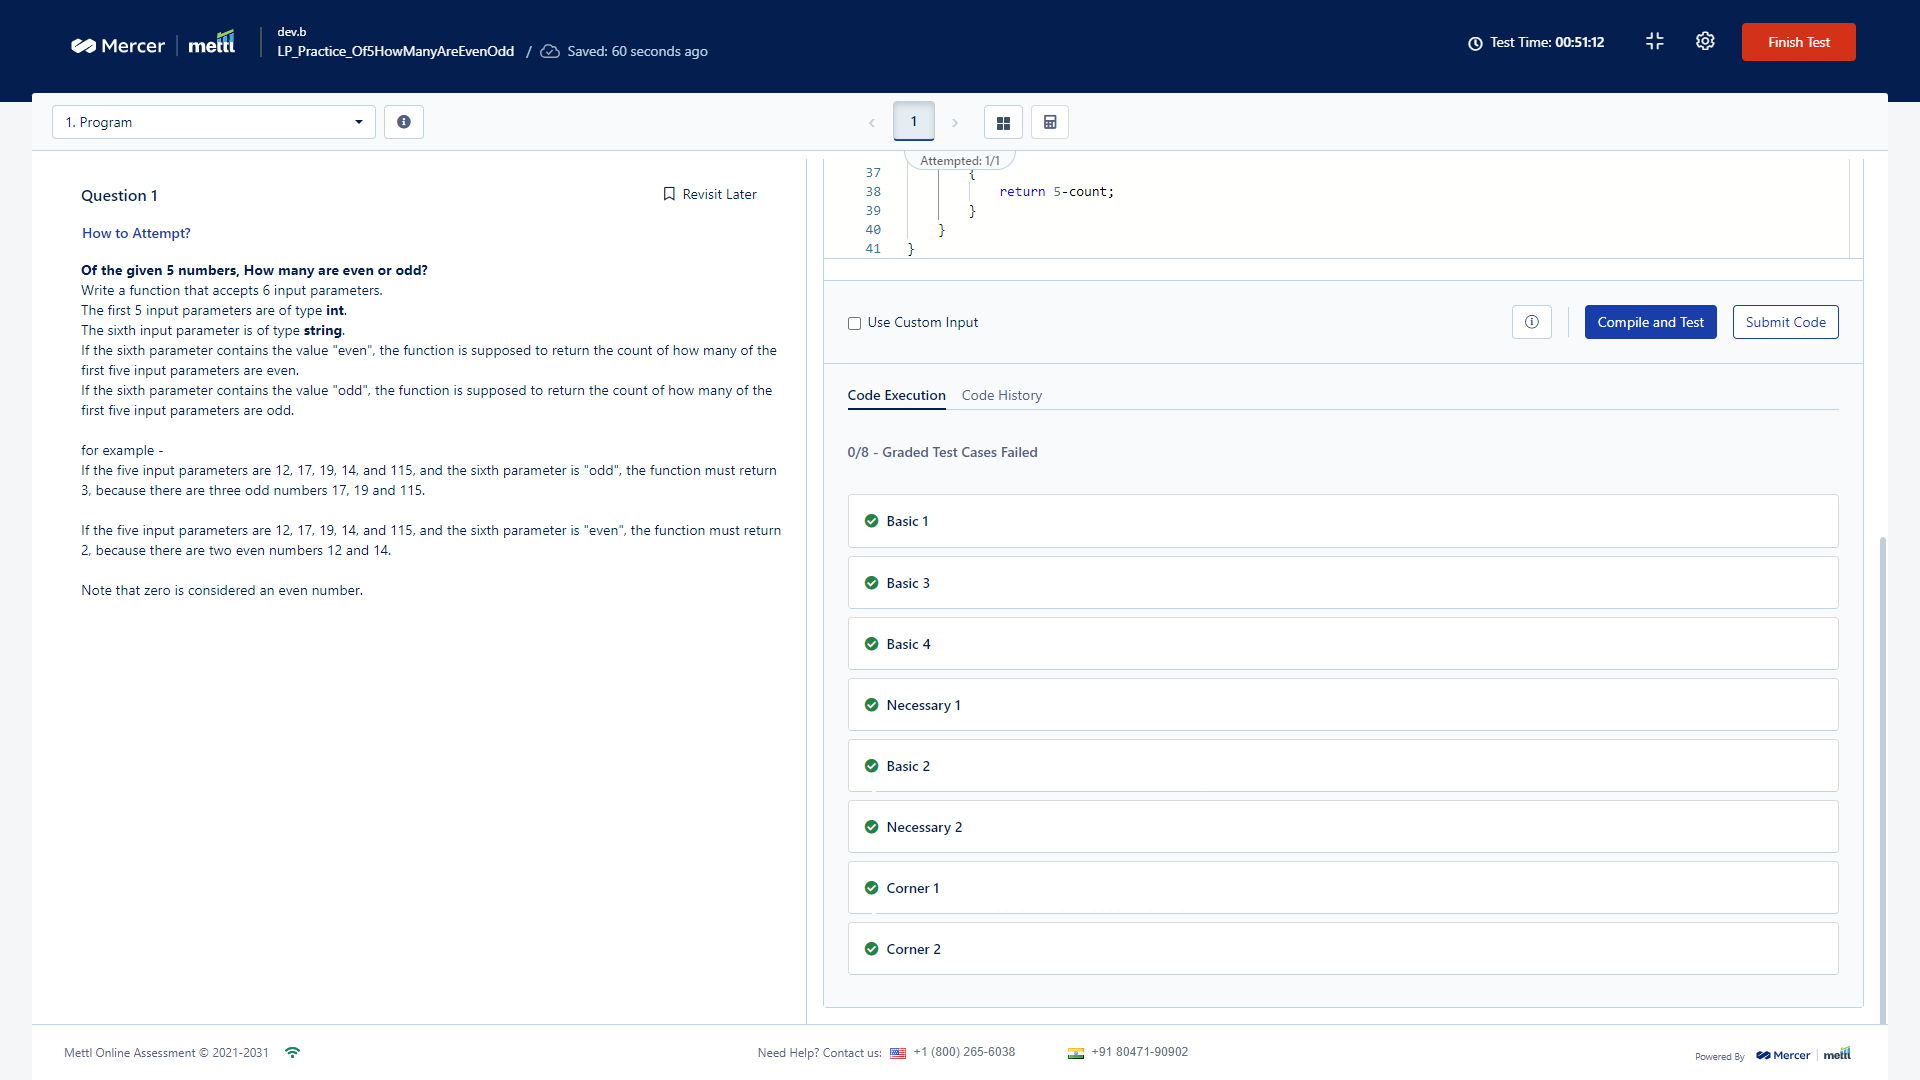 Mercer | mettl
dev.b
LP_Practice_Of5HowManyAreEvenOdd / Saved: 60 seconds ago
Test Time: 00:51:12
Finish Test
1. Program
1
Attempted: 1/1
Question 1
Revisit Later
How to Attempt?
Of the given 5 numbers, How many are even or odd?
Write a function that accepts 6 input parameters.
The first 5 input parameters are of type int.
The sixth input parameter is of type string.
If the sixth parameter contains the value "even", the function is supposed to return the count of how many of the
first five input parameters are even.
If the sixth parameter contains the value "odd", the function is supposed to return the count of how many of the
first five input parameters are odd.
for example -
If the five input parameters are 12, 17, 19, 14, and 115, and the sixth parameter is "odd", the function must return
3, because there are three odd numbers 17, 19 and 115.
If the five input parameters are 12, 17, 19, 14, and 115, and the sixth parameter is "even", the function must return
2, because there are two even numbers 12 and 14.
Note that zero is considered an even number.
37 {
38 return 5-count;
39 }
40 }
41 }
Use Custom Input
Compile and Test
Submit Code
Code Execution
Code History
0/8 - Graded Test Cases Failed
Basic 1
Basic 3
Basic 4
Necessary 1
Basic 2
Necessary 2
Corner 1
Corner 2
Mettl Online Assessment © 2021-2031
Need Help? Contact us: +1 (800) 265-6038
+91 80471-90902
Powered By Mercer | mettl